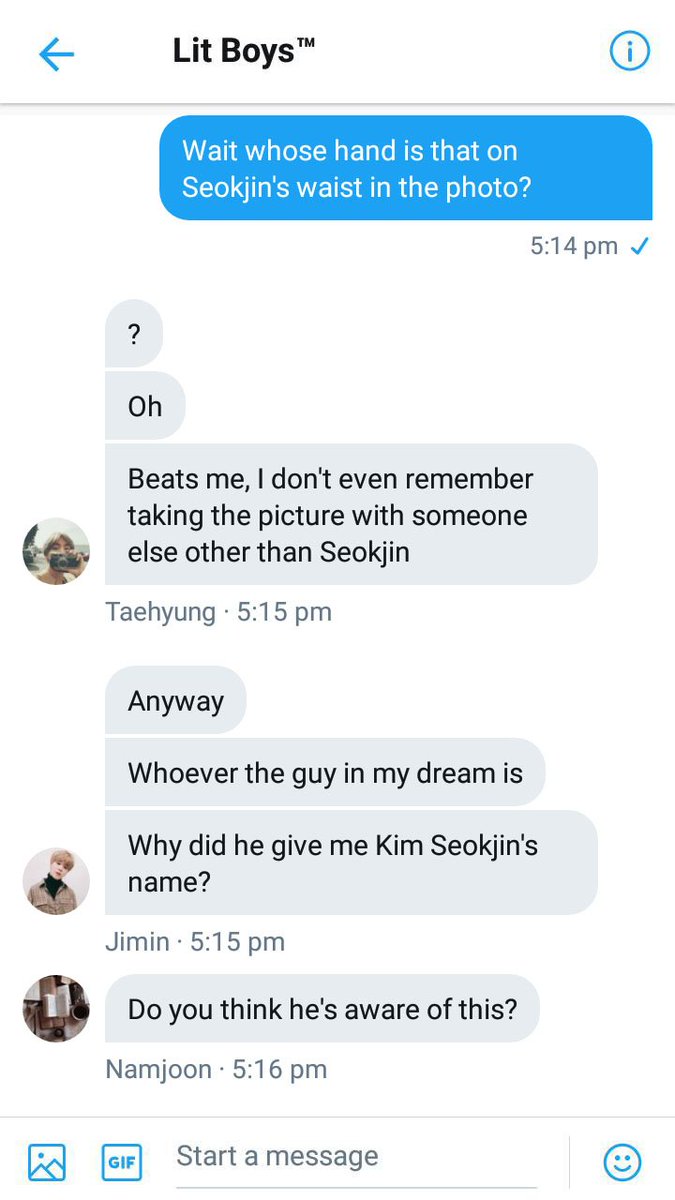 Lit Boys™
Wait whose hand is that on
Seokjin's waist in the photo?
5:14 pm
?
Oh
Beats me, I don't even remember
taking the picture with someone
else other than Seokjin
Taehyung · 5:15 pm
Anyway
Whoever the guy in my dream is
Why did he give me Kim Seokjin's
name?
Jimin · 5:15 pm
Do you think he's aware of this?
Namjoon · 5:16 pm
GIF
Start a message